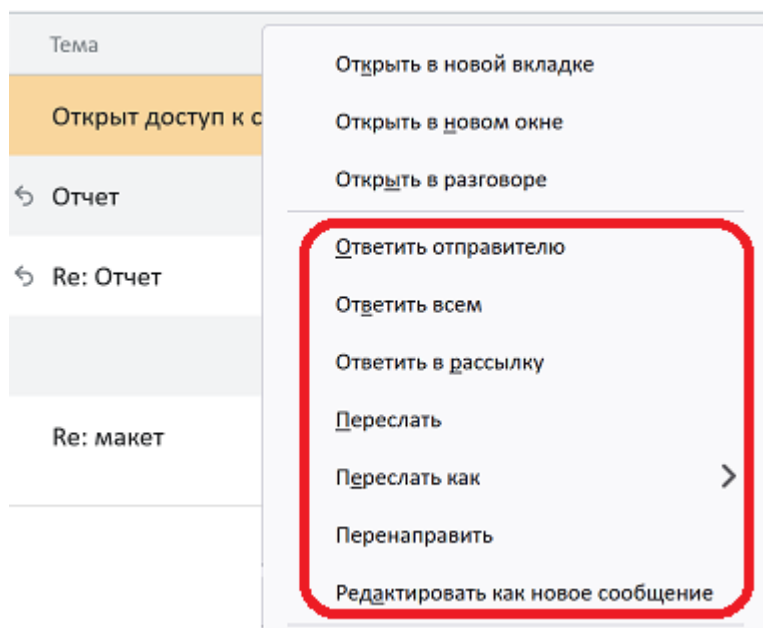 Тема
Открыт доступ к с
Отчет
Re: Отчет
Re: макет
Открыть в новой вкладке
Открыть в новом окне
Открыть в разговоре
Ответить отправителю
Ответить всем
Ответить в рассылку
Переслать
Переслать как
Перенаправить
Редактировать как новое сообщение